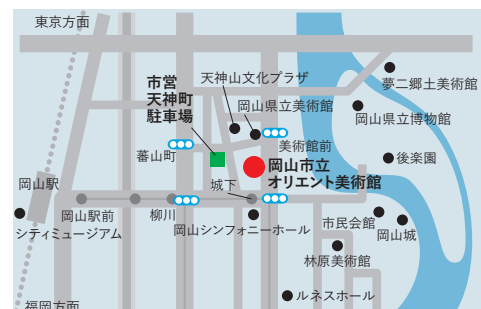 東京方面
市営
天神町
駐車場
天神山文化プラザ
岡山県立美術館
夢二郷土美術館
岡山県立博物館
美術館前
蕃山町
岡山市立
オリエント美術館
後楽園
岡山駅
城下
岡山駅前
柳川
シティミュージアム
岡山シンフォニーホール
市民会館
岡山城
林原美術館
ルネスホール
福岡方面